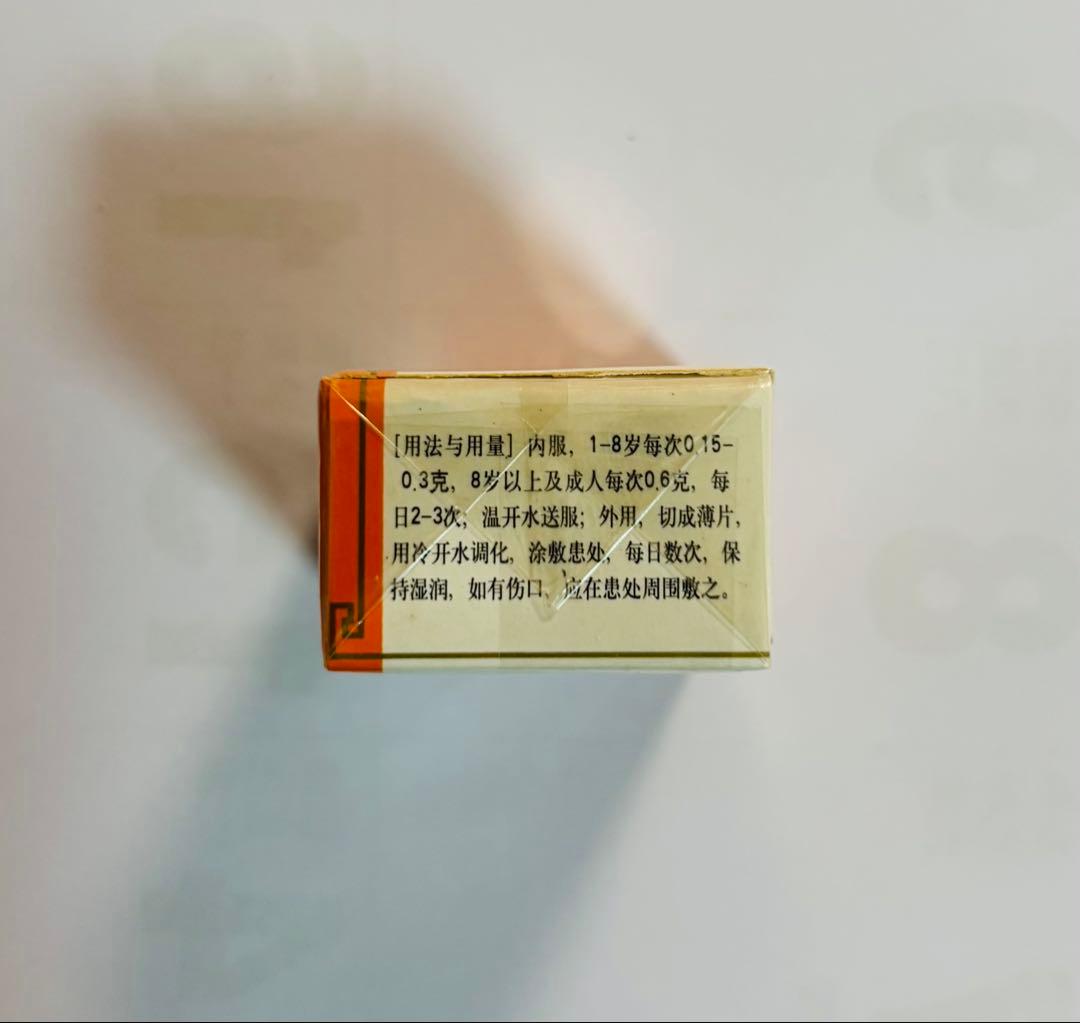 [用法与用量] 内服，1-8岁每次0.15-
0.3克，8岁以上及成人每次0.6克，每
日2-3次；温开水送服；外用，切成薄片，
用冷开水调化，涂敷患处，每日数次，保
持湿润，如有伤口，应在患处周围敷之。